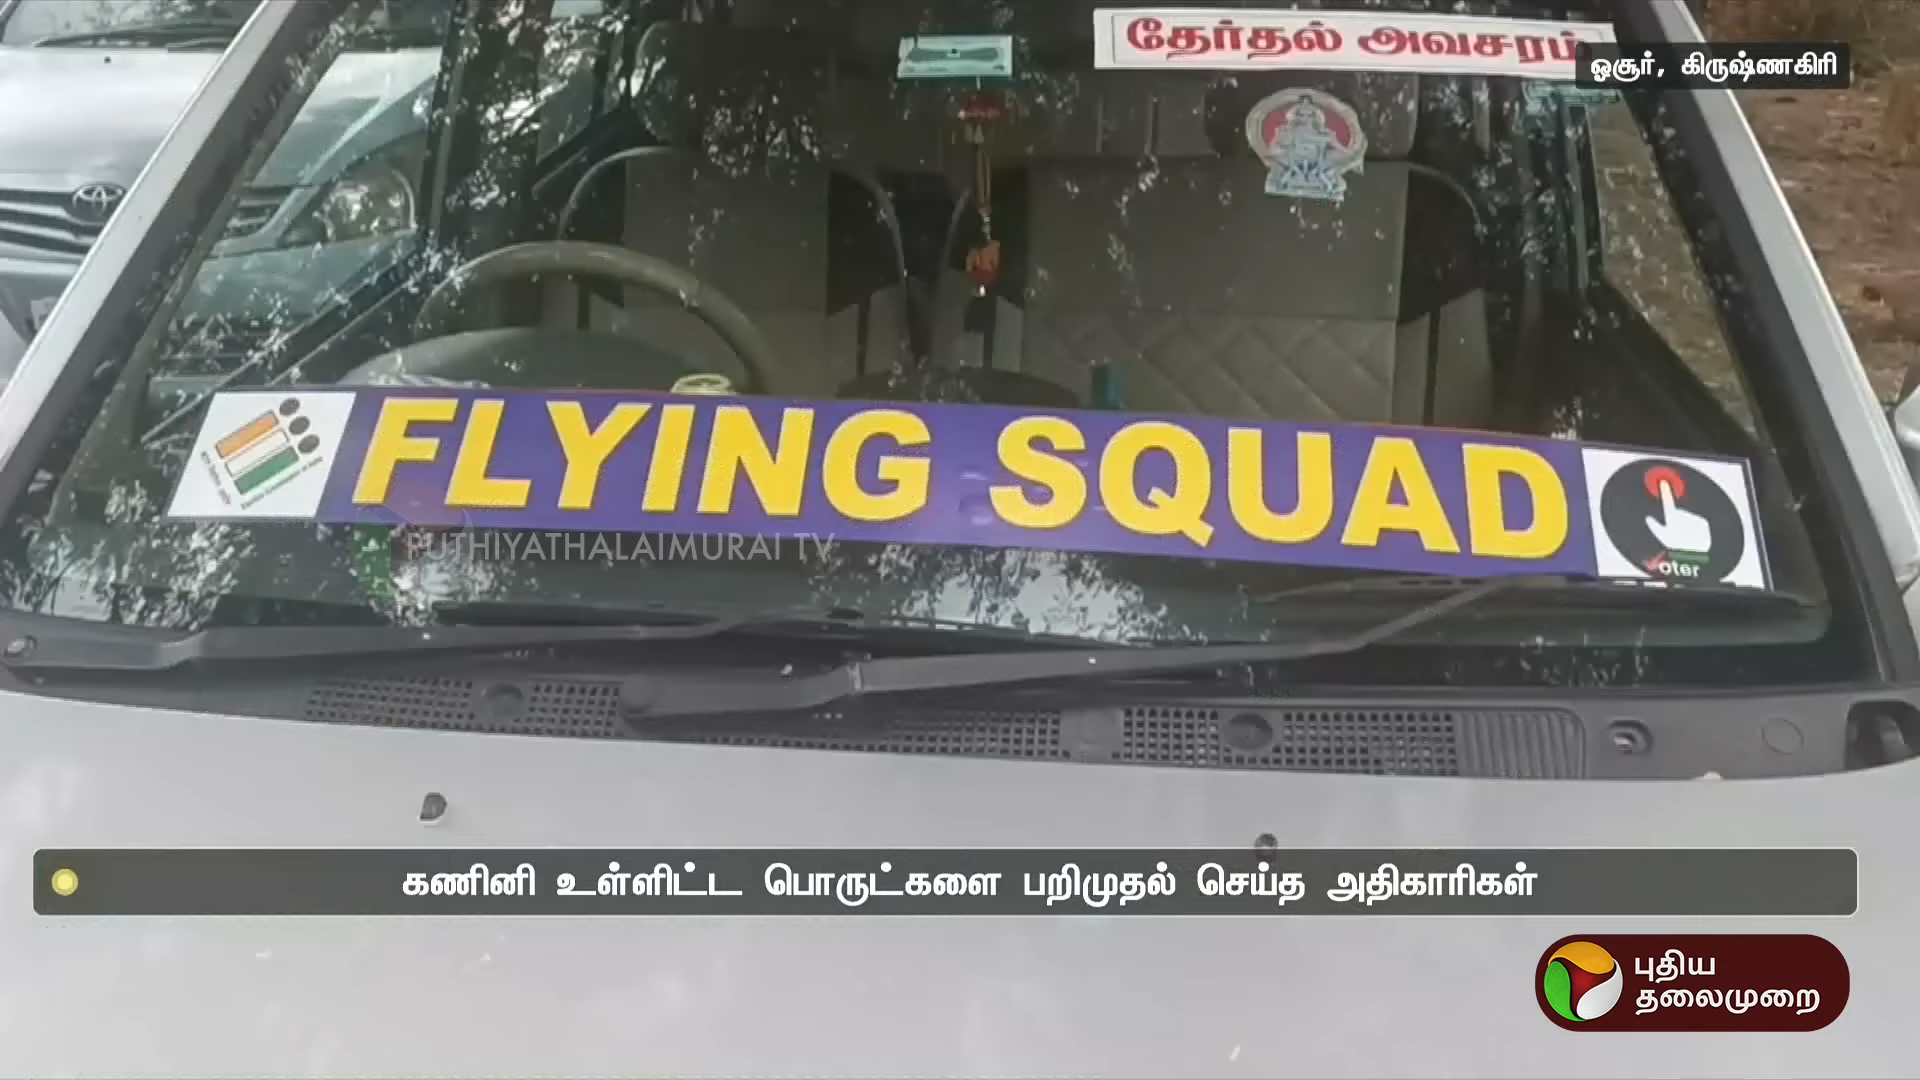 தேர்தல் அவசரம்
ஓசூர், கிருஷ்ணகிரி
FLYING SQUAD
Voter
PUTHIYATHALAIMURAI TV
கணினி உள்ளிட்ட பொருட்களை பறிமுதல் செய்த அதிகாரிகள்
புதிய
தலைமுறை